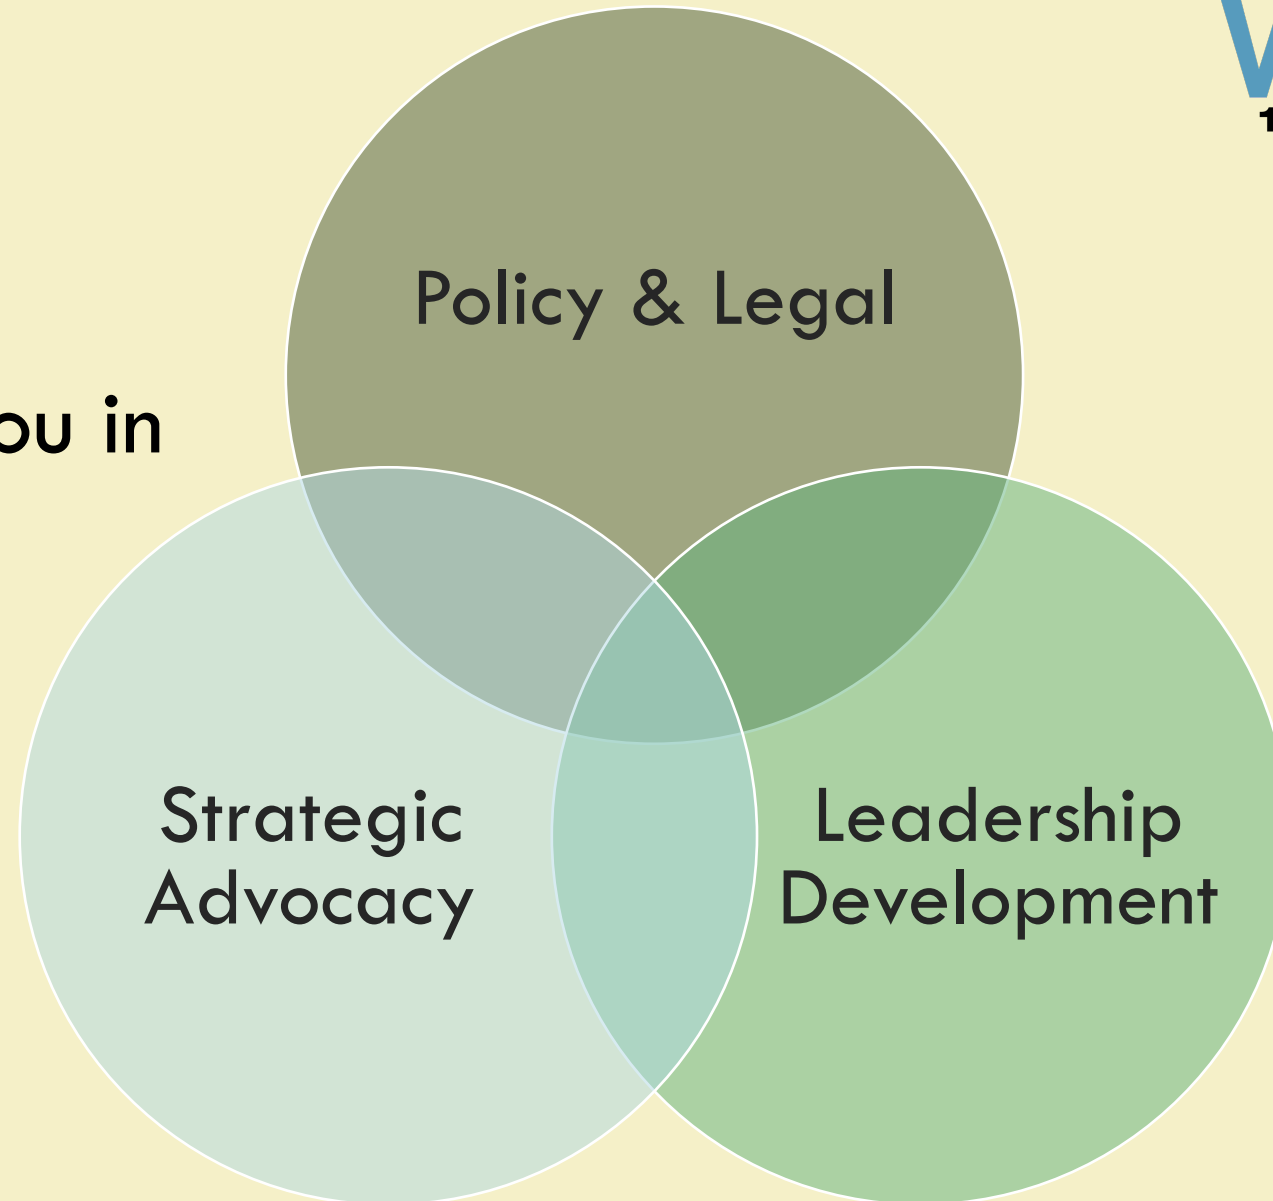 Policy & Legal
ou in
Strategic
Advocacy
Leadership
Development